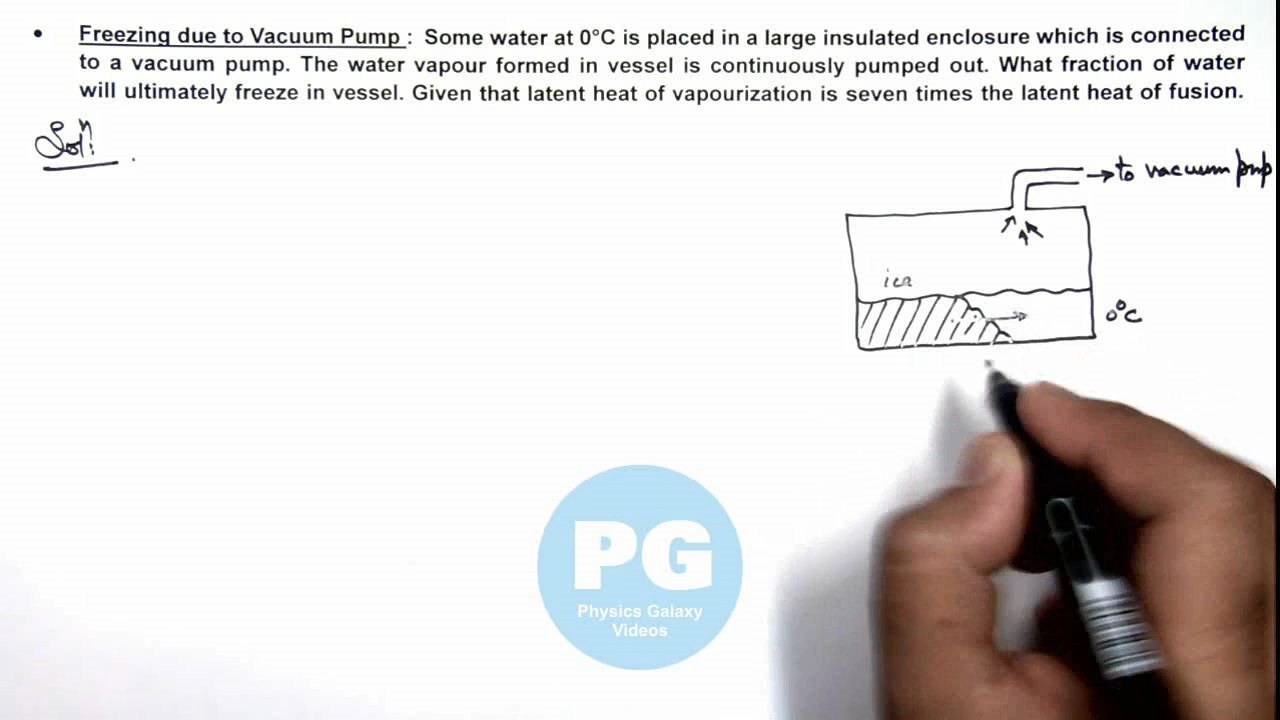 • Freezing due to Vacuum Pump : Some water at 0°C is placed in a large insulated enclosure which is connected
to a vacuum pump. The water vapour formed in vessel is continuously pumped out. What fraction of water
will ultimately freeze in vessel. Given that latent heat of vapourization is seven times the latent heat of fusion.
Solⁿ:
→to vacuum pump
ice
0°C
PG
Physics Galaxy
Videos